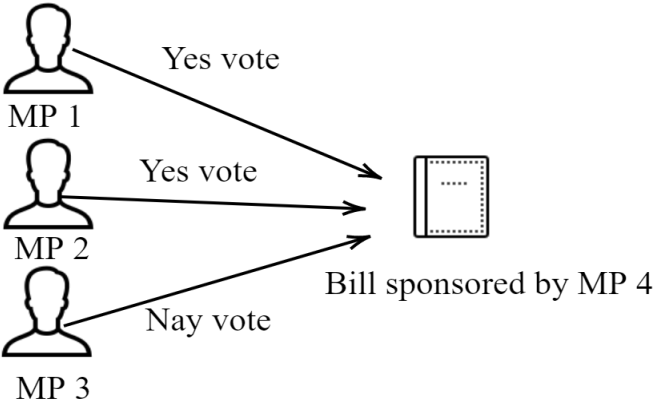 Yes vote
MP 1
Yes vote
MP 2
Bill sponsored by MP 4
Nay vote
MP 3